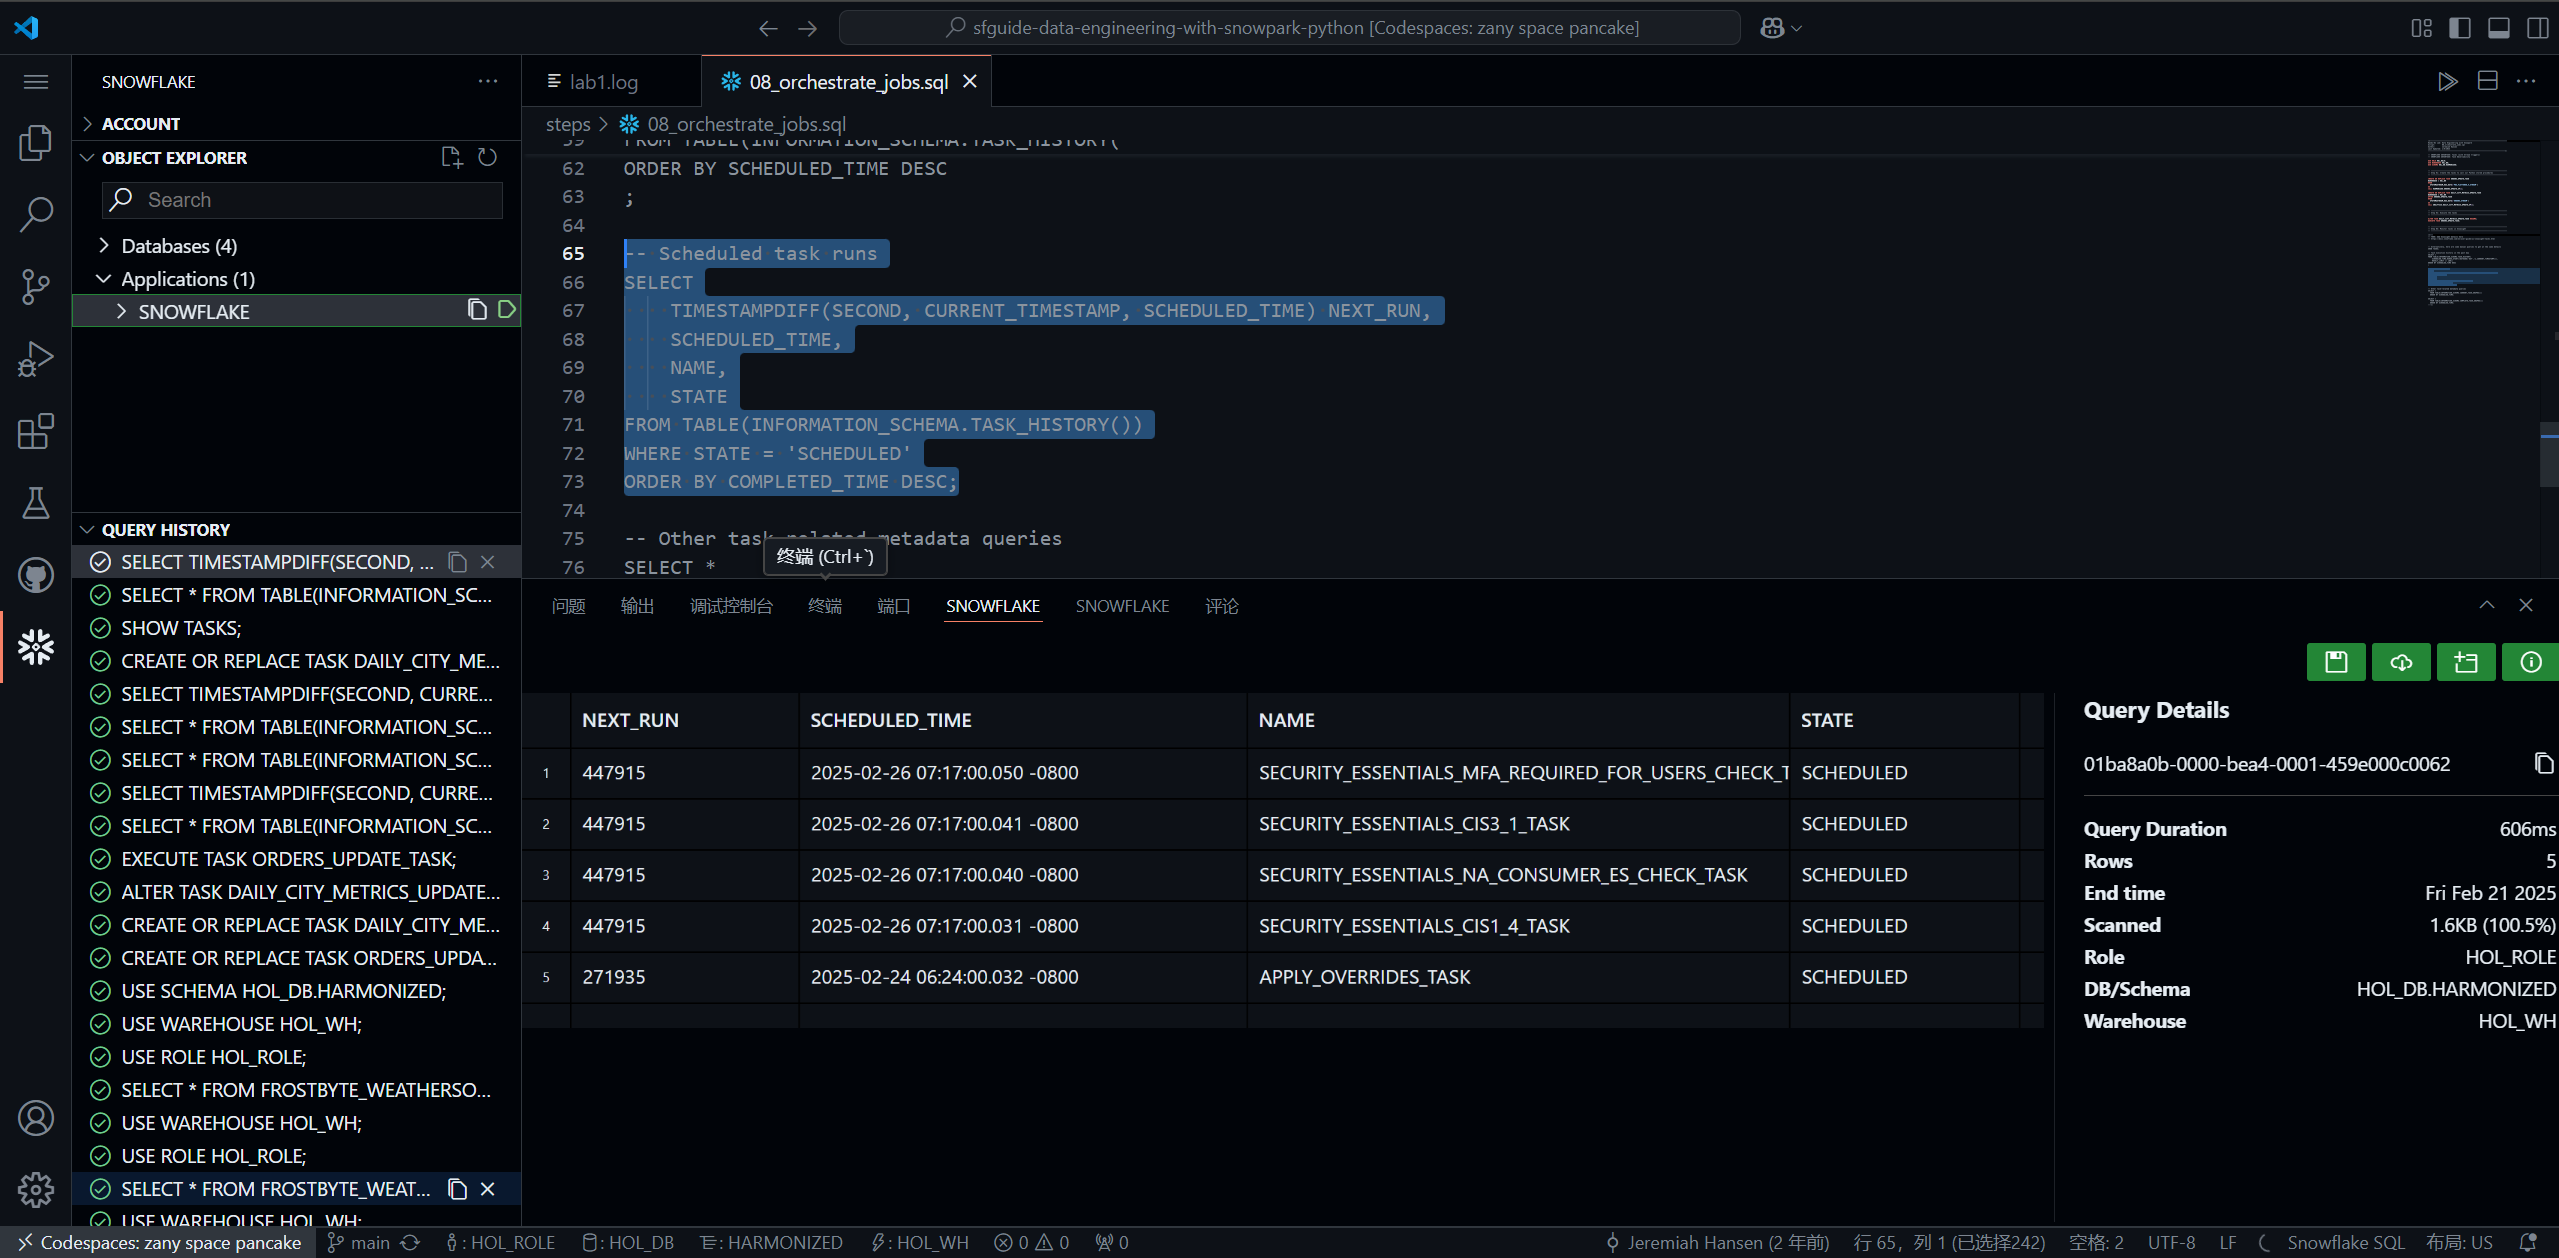 sfguide-data-engineering-with-snowpark-python [Codespaces: zany space pancake]
SNOWFLAKE
ACCOUNT
OBJECT EXPLORER
Search
Databases (4)
Applications (1)
SNOWFLAKE
QUERY HISTORY
SELECT TIMESTAMPDIFF(SECOND, ...
SELECT * FROM TABLE(INFORMATION_SC...
SHOW TASKS;
CREATE OR REPLACE TASK DAILY_CITY_ME...
SELECT TIMESTAMPDIFF(SECOND, CURRE...
SELECT * FROM TABLE(INFORMATION_SC...
SELECT * FROM TABLE(INFORMATION_SC...
SELECT TIMESTAMPDIFF(SECOND, CURRE...
SELECT * FROM TABLE(INFORMATION_SC...
EXECUTE TASK ORDERS_UPDATE_TASK;
ALTER TASK DAILY_CITY_METRICS_UPDATE...
CREATE OR REPLACE TASK DAILY_CITY_ME...
CREATE OR REPLACE TASK ORDERS_UPDA...
USE SCHEMA HOL_DB.HARMONIZED;
USE WAREHOUSE HOL_WH;
USE ROLE HOL_ROLE;
SELECT * FROM FROSTBYTE_WEATHERSO...
USE WAREHOUSE HOL_WH;
USE ROLE HOL_ROLE;
SELECT * FROM FROSTBYTE_WEAT...
USE WAREHOUSE HOL_WH;
lab1.log
08_orchestrate_jobs.sql
steps > 08_orchestrate_jobs.sql
59 FROM TABLE(INFORMATION_SCHEMA.TASK_HISTORY(
62 ORDER BY SCHEDULED_TIME DESC
63 ;
64
65 -- Scheduled task runs
66 SELECT
67 TIMESTAMPDIFF(SECOND, CURRENT_TIMESTAMP, SCHEDULED_TIME) NEXT_RUN,
68 SCHEDULED_TIME,
69 NAME,
70 STATE
71 FROM TABLE(INFORMATION_SCHEMA.TASK_HISTORY())
72 WHERE STATE = 'SCHEDULED'
73 ORDER BY COMPLETED_TIME DESC;
74
75 -- Other task-related metadata queries
76 SELECT *
终端 (Ctrl+`)
问题 输出 调试控制台 终端 端口 SNOWFLAKE SNOWFLAKE 评论
NEXT_RUN SCHEDULED_TIME NAME STATE
1 447915 2025-02-26 07:17:00.050 -0800 SECURITY_ESSENTIALS_MFA_REQUIRED_FOR_USERS_CHECK_T SCHEDULED
2 447915 2025-02-26 07:17:00.041 -0800 SECURITY_ESSENTIALS_CIS3_1_TASK SCHEDULED
3 447915 2025-02-26 07:17:00.040 -0800 SECURITY_ESSENTIALS_NA_CONSUMER_ES_CHECK_TASK SCHEDULED
4 447915 2025-02-26 07:17:00.031 -0800 SECURITY_ESSENTIALS_CIS1_4_TASK SCHEDULED
5 271935 2025-02-24 06:24:00.032 -0800 APPLY_OVERRIDES_TASK SCHEDULED
Query Details
01ba8a0b-0000-bea4-0001-459e000c0062
Query Duration 606ms
Rows 5
End time Fri Feb 21 2025
Scanned 1.6KB (100.5%)
Role HOL_ROLE
DB/Schema HOL_DB.HARMONIZED
Warehouse HOL_WH
Codespaces: zany space pancake main : HOL_ROLE : HOL_DB : HARMONIZED : HOL_WH 0 0 0 Jeremiah Hansen (2 年前) 行 65，列 1 (已选择242) 空格: 2 UTF-8 LF Snowflake SQL 布局: US